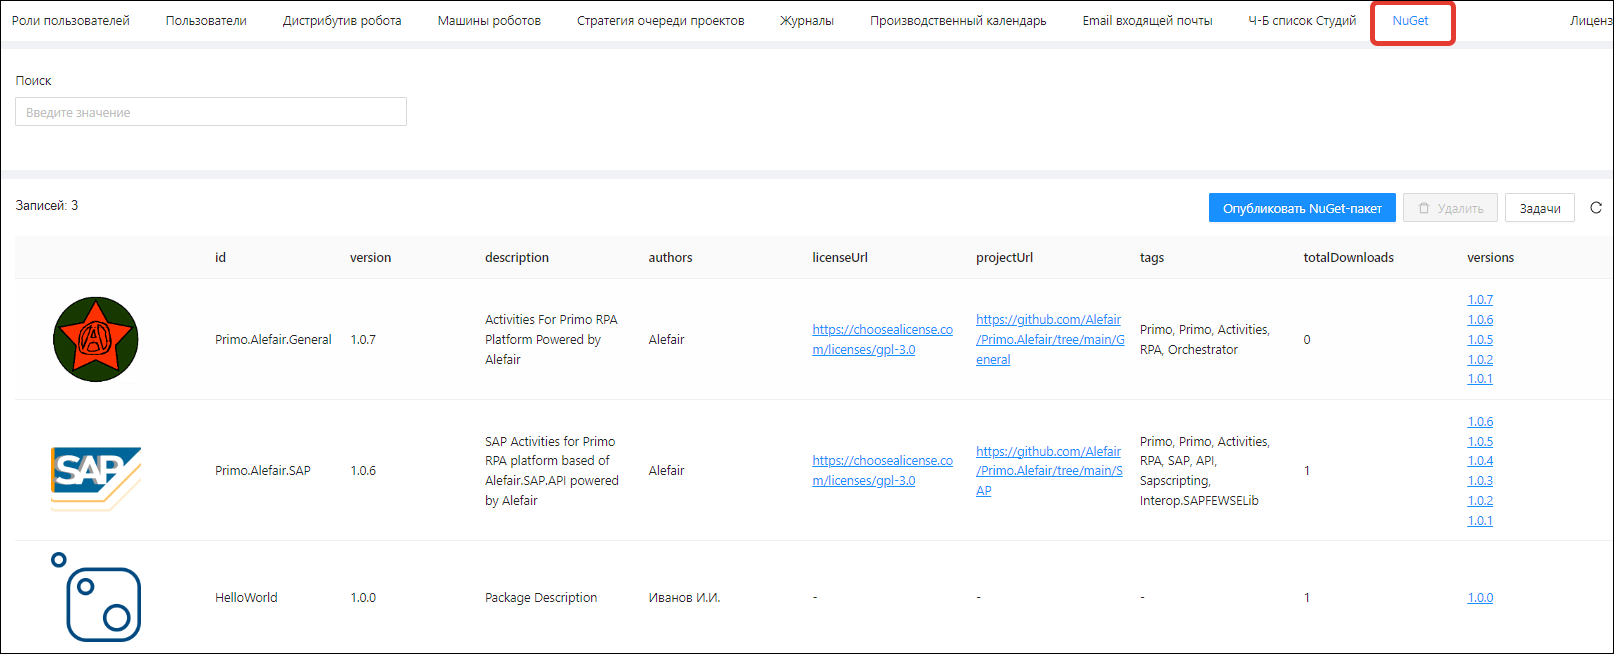 Роли пользователей Пользователи Дистрибутив робота Машины роботов Стратегия очереди проектов Журналы Производственный календарь Email входящей почты Ч-Б список Студий NuGet Лиценз
Поиск
Введите значение
Записей: 3
Опубликовать NuGet-пакет Удалить Задачи
id version description authors licenseUrl projectUrl tags totalDownloads versions
Primo.Alefair.General
1.0.7
Activities For Primo RPA
Platform Powered by
Alefair
Alefair
https://choosealicense.co
m/licenses/gpl-3.0
https://github.com/Alefair
/Primo.Alefair/tree/main/G
eneral
Primo, Primo, Activities,
RPA, Orchestrator
0
1.0.7
1.0.6
1.0.5
1.0.2
1.0.1
SAP
Primo.Alefair.SAP
1.0.6
SAP Activities for Primo
RPA platform based of
Alefair.SAP.API powered
by Alefair
Alefair
https://choosealicense.co
m/licenses/gpl-3.0
https://github.com/Alefair
/Primo.Alefair/tree/main/S
AP
Primo, Primo, Activities,
RPA, SAP, API,
Sapscripting,
Interop.SAPFEWSELib
1
1.0.6
1.0.5
1.0.4
1.0.3
1.0.2
1.0.1
HelloWorld
1.0.0
Package Description
Иванов И.И.
-
-
-
1
1.0.0